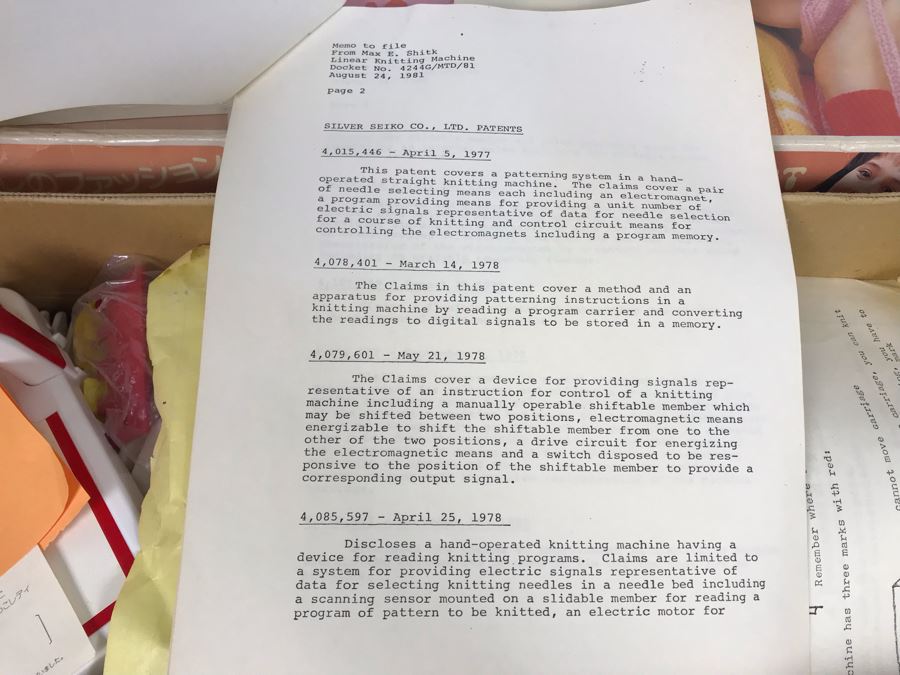 Memo to file
From Max E. Shitk
Linear Knitting Machine
Docket No. 4244G/MTD/81
August 24, 1981
page 2
SILVER SEIKO CO., LTD. PATENTS
4,015,446 - April 5, 1977
This patent covers a patterning system in a hand-
operated straight knitting machine. The claims cover a pair
of needle selecting means each including an electromagnet,
a program providing means for providing a unit number of
electric signals representative of data for needle selection
for a course of knitting and control circuit means for
controlling the electromagnets including a program memory.
4,078,401 - March 14, 1978
The Claims in this patent cover a method and an
apparatus for providing patterning instructions in a
knitting machine by reading a program carrier and converting
the readings to digital signals to be stored in a memory.
4,079,601 - May 21, 1978
The Claims cover a device for providing signals rep-
resentative of an instruction for control of a knitting
machine including a manually operable shiftable member which
may be shifted between two positions, electromagnetic means
energizable to shift the shiftable member from one to the
other of the two positions, a drive circuit for energizing
the electromagnetic means and a switch disposed to be res-
ponsive to the position of the shiftable member to provide a
corresponding output signal.
4,085,597 - April 25, 1978
Discloses a hand-operated knitting machine having a
device for reading knitting programs. Claims are limited to
a system for providing electric signals representative of
data for selecting knitting needles in a needle bed including
a scanning sensor mounted on a slidable member for reading a
program of pattern to be knitted, an electric motor for
のファッション
carriage, you can knit
cannot move carriage, you have to
4 Remember where
chine has three marks with red: